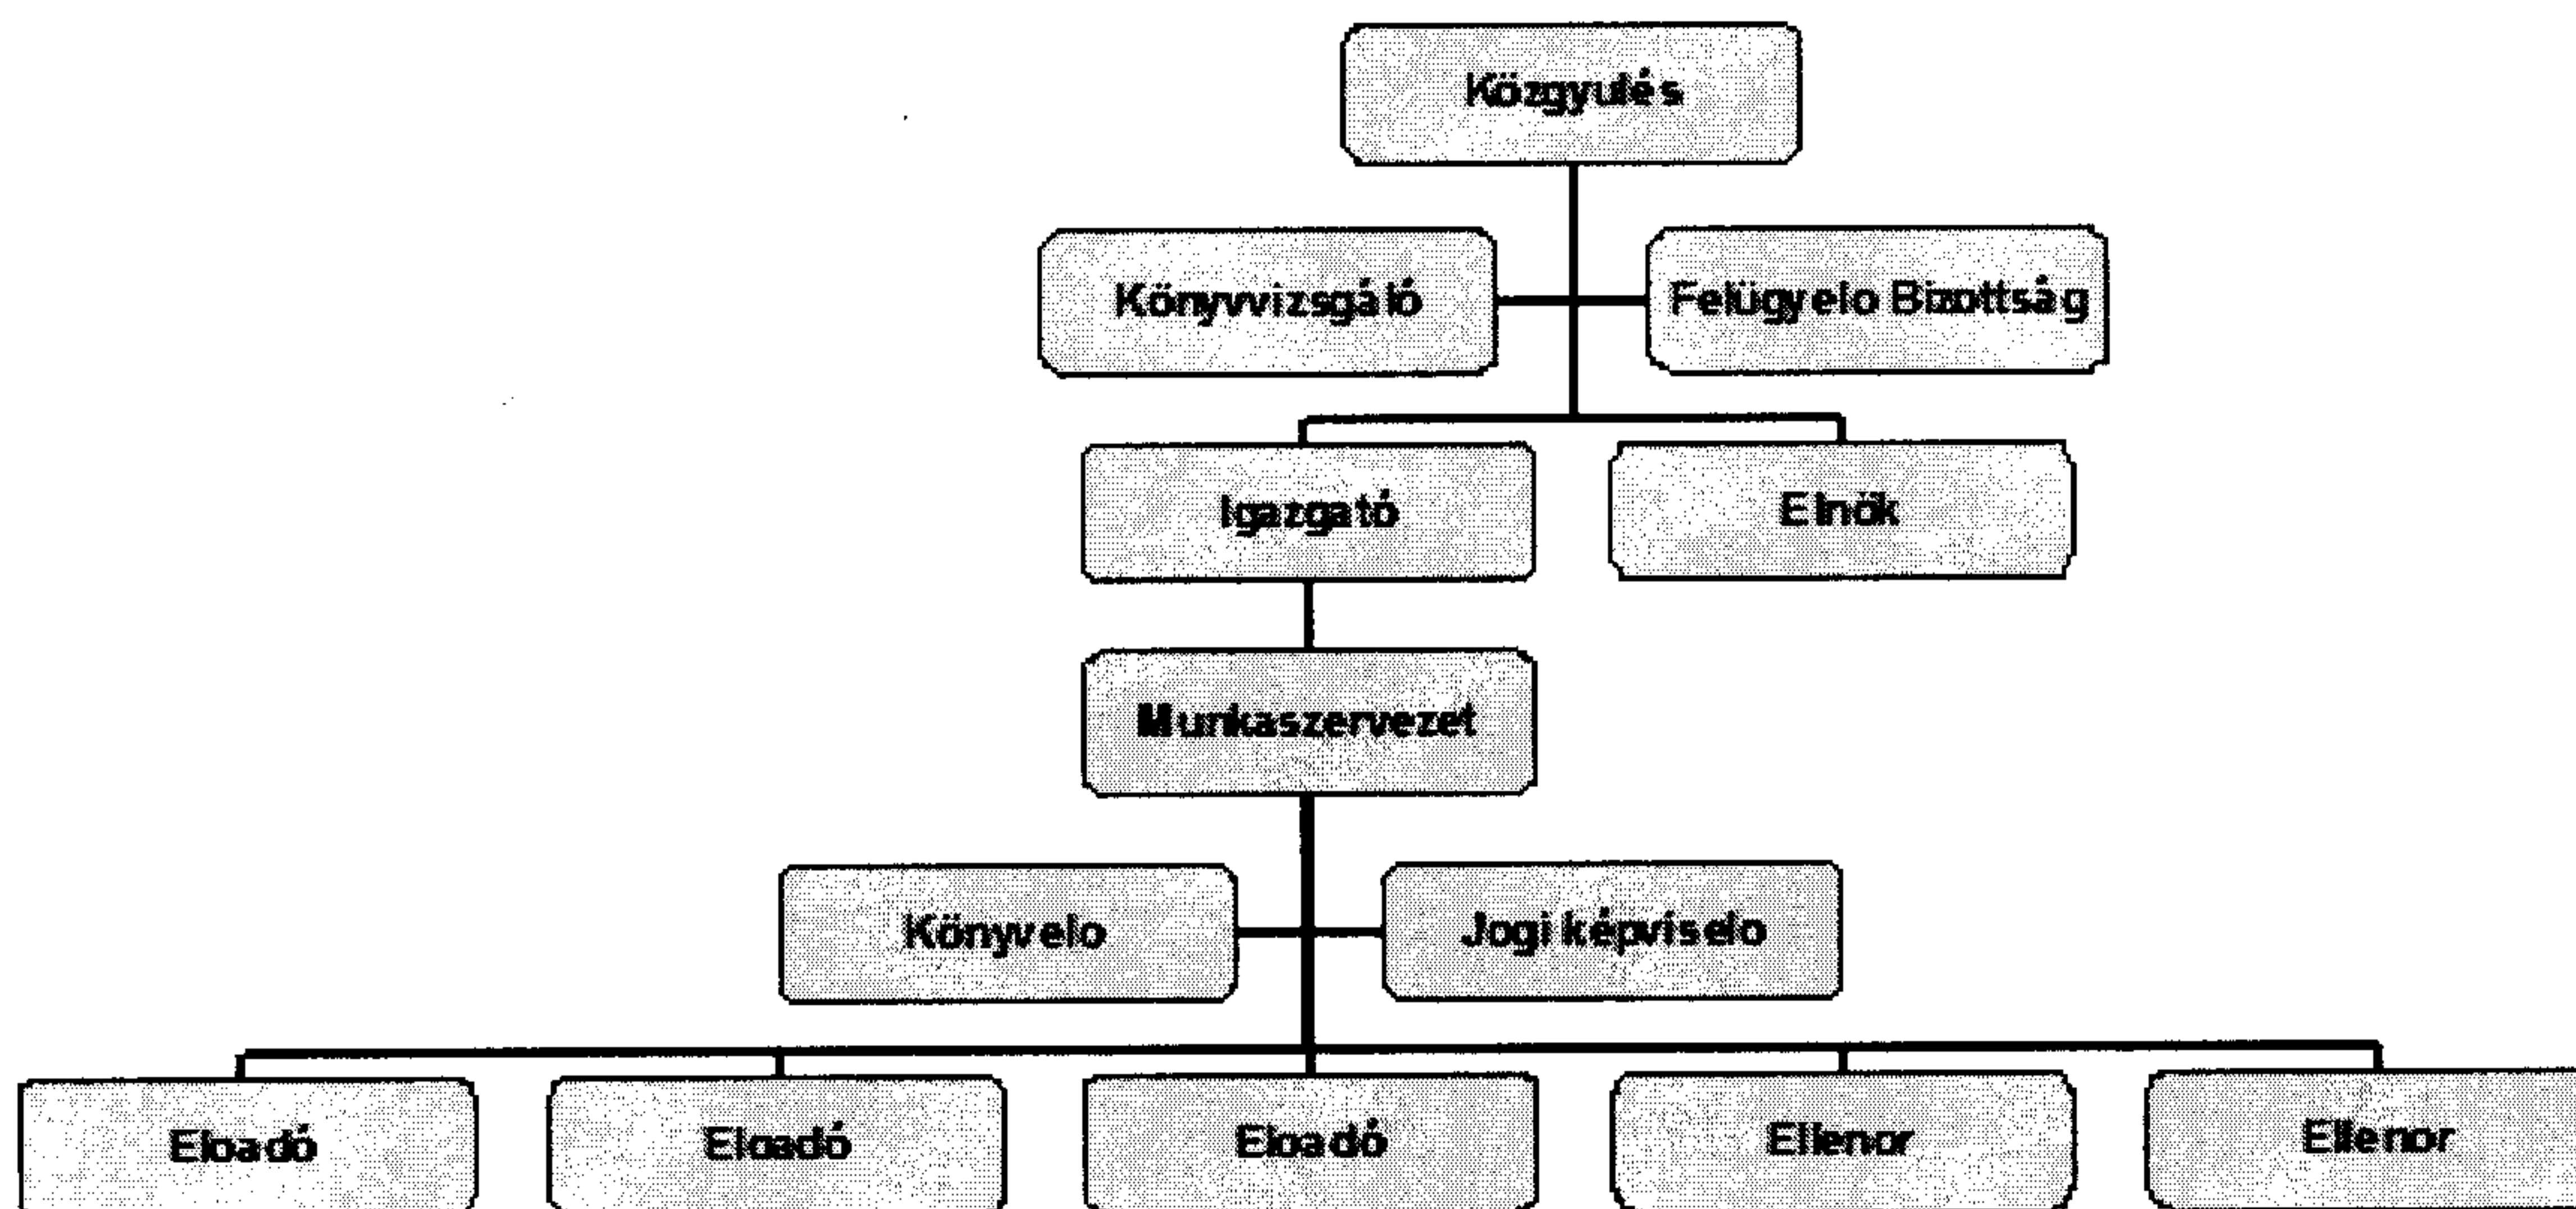 Közgyulés
Könyvvizsgáló
Felügyelo Bizottság
Igazgató
Elnök
Munkaszervezet
Könyvelo
Jogi képviselo
Eloadó
Eloadó
Eloadó
Ellenor
Ellenor